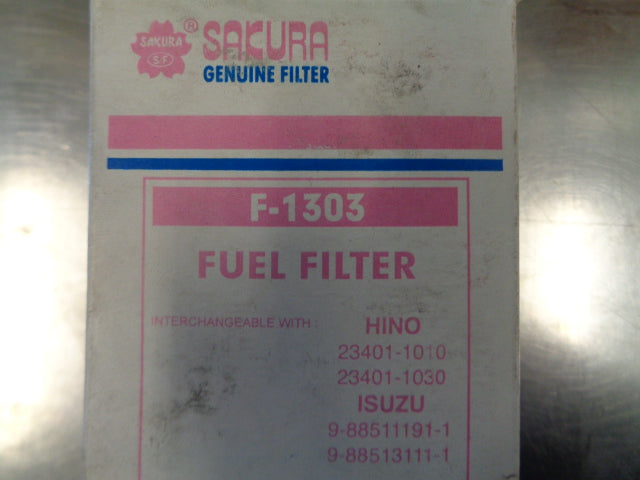 SAKURA
S/F
®
SAKURA
GENUINE FILTER
F-1303
FUEL FILTER
INTERCHANGEABLE WITH : HINO
23401-1010
23401-1030
ISUZU
9-88511191-1
9-88513111-1